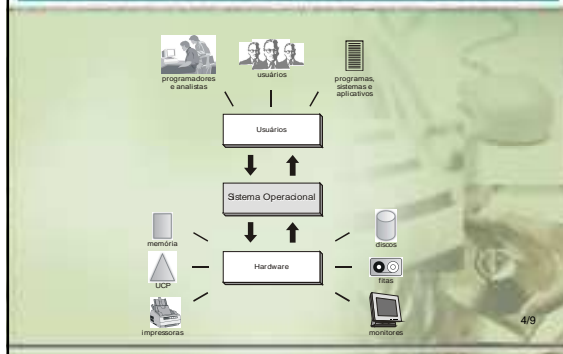 programadores
e analistas
usuários
programas,
sistemas e
aplicativos
Usuários
Sistema Operacional
memória
discos
Hardware
UCP
fitas
impressoras
monitores
4/9